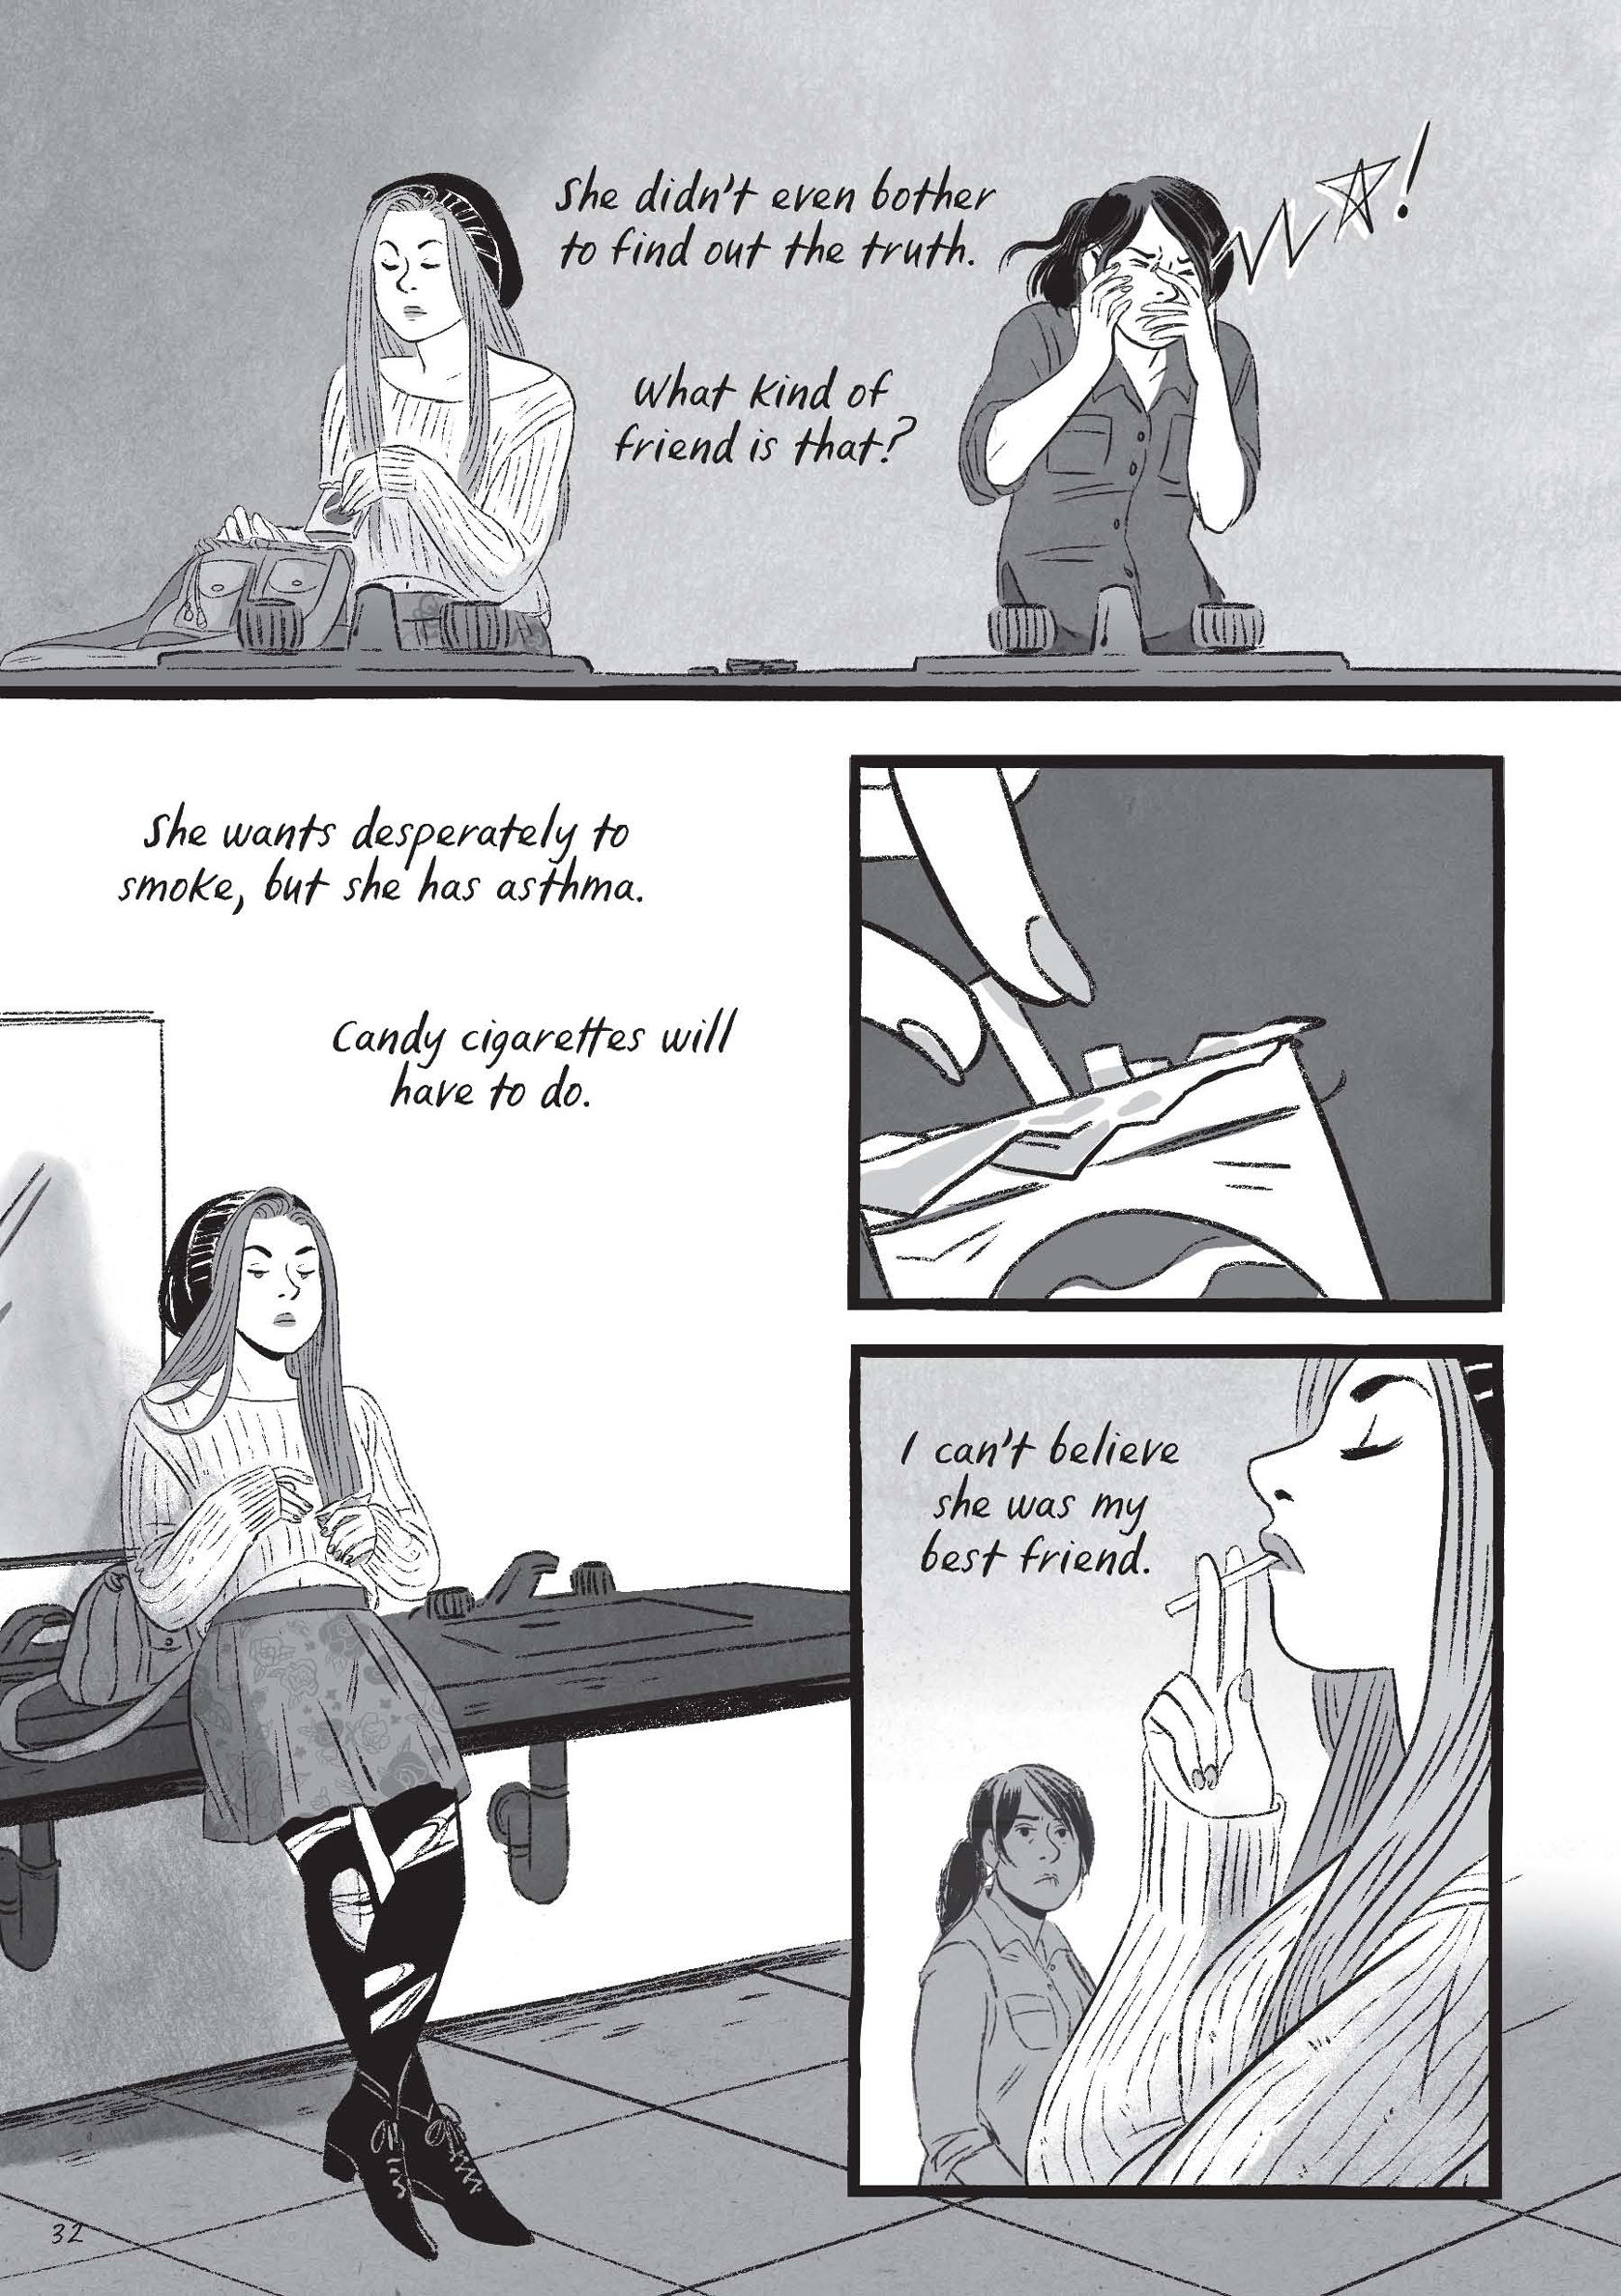 She didn't even bother
to find out the truth.
What kind of
friend is that?
She wants desperately to
smoke, but she has asthma.
Candy cigarettes will
have to do.
I can't believe
she was my
best friend.
32